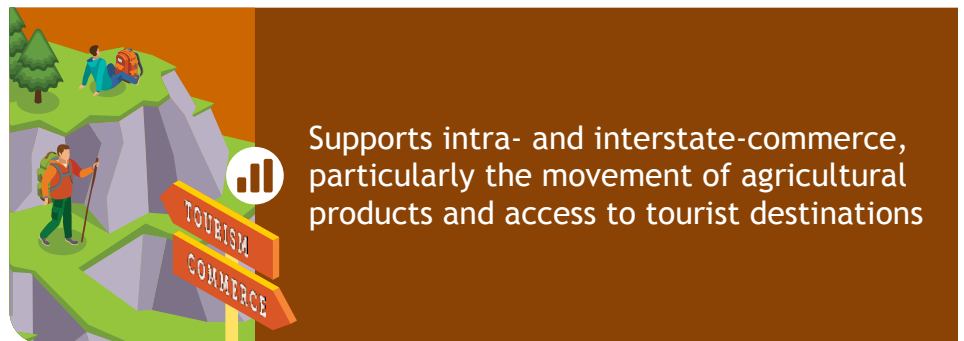 TOURISM
COMMERCE
Supports intra- and interstate-commerce,
particularly the movement of agricultural
products and access to tourist destinations